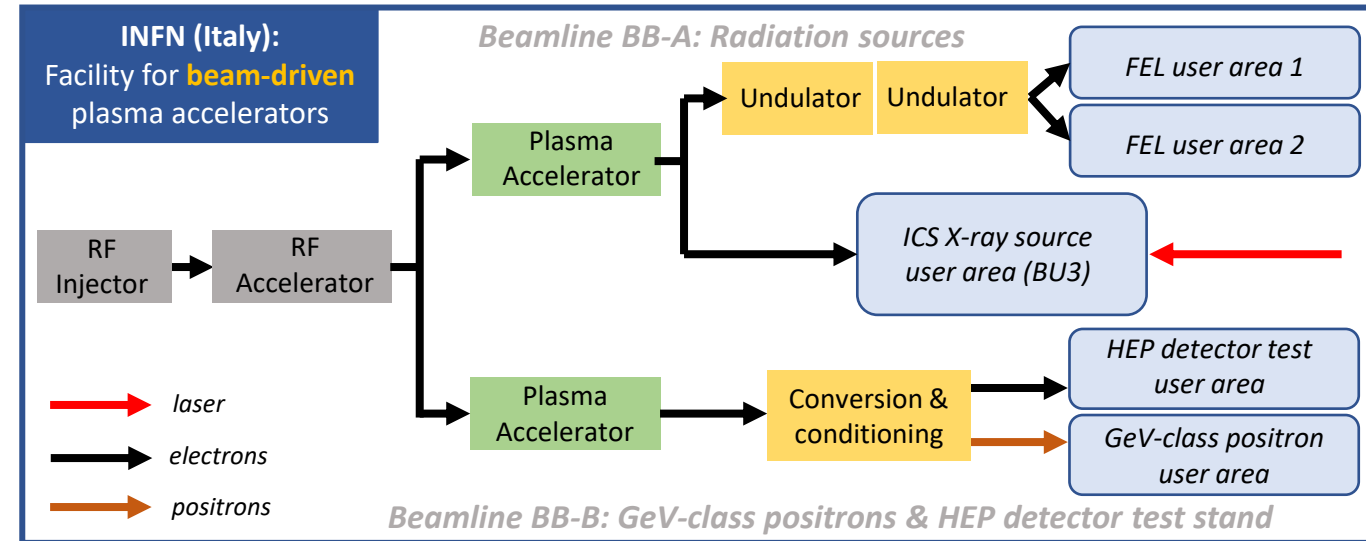 INFN (Italy):
Facility for beam-driven
plasma accelerators
Beamline BB-A: Radiation sources
RF
Injector
RF
Accelerator
Plasma
Accelerator
Undulator
Undulator
FEL user area 1
FEL user area 2
ICS X-ray source
user area (BU3)
Plasma
Accelerator
Conversion &
conditioning
HEP detector test
user area
GeV-class positron
user area
laser
electrons
positrons
Beamline BB-B: GeV-class positrons & HEP detector test stand